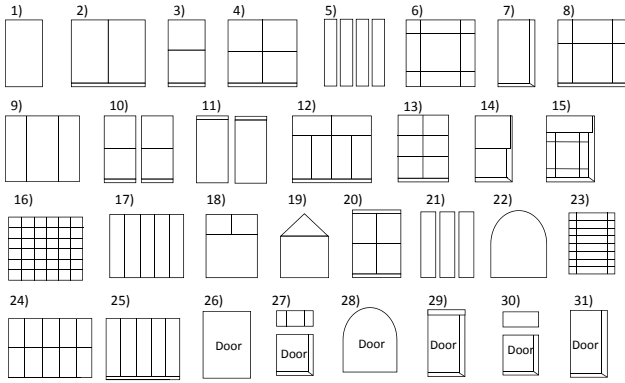 1) 2) 3) 4) 5) 6) 7) 8)
9) 10) 11) 12) 13) 14) 15)
16) 17) 18) 19) 20) 21) 22) 23)
24) 25) 26) 27) 28) 29) 30) 31)
Door Door Door Door Door Door